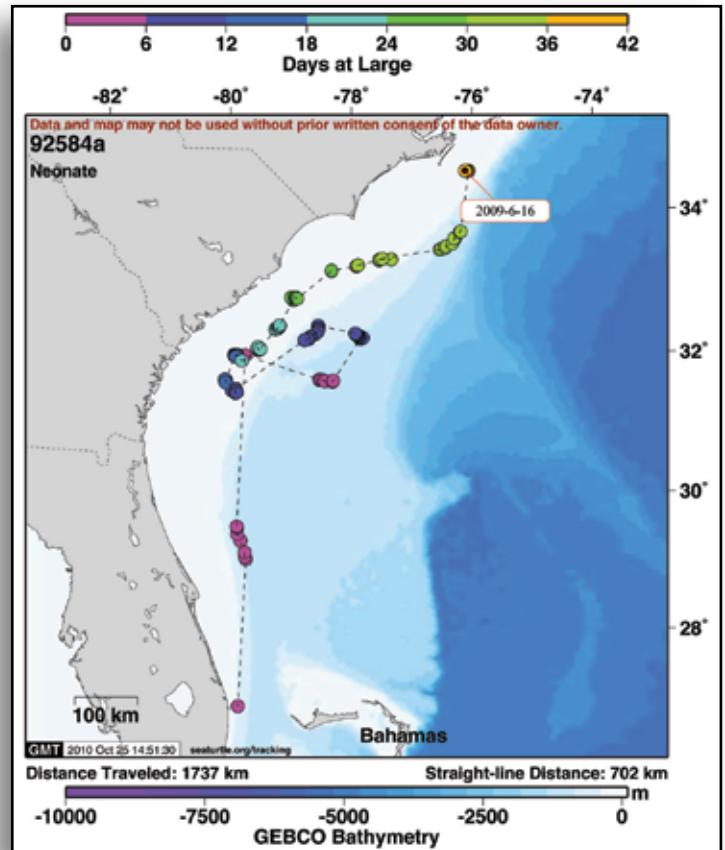 0 6 12 18 24 30 36 42
Days at Large
-82° -80° -78° -76° -74°
Data and map may not be used without prior written consent of the data owner.
92584a
Neonate
2009-6-16
34°
32°
30°
28°
100 km
Bahamas
GMT 2010 Oct 25 14:51:30 seaturtle.org/tracking
Distance Traveled: 1737 km Straight-line Distance: 702 km
m
-10000 -7500 -5000 -2500 0
GEBCO Bathymetry